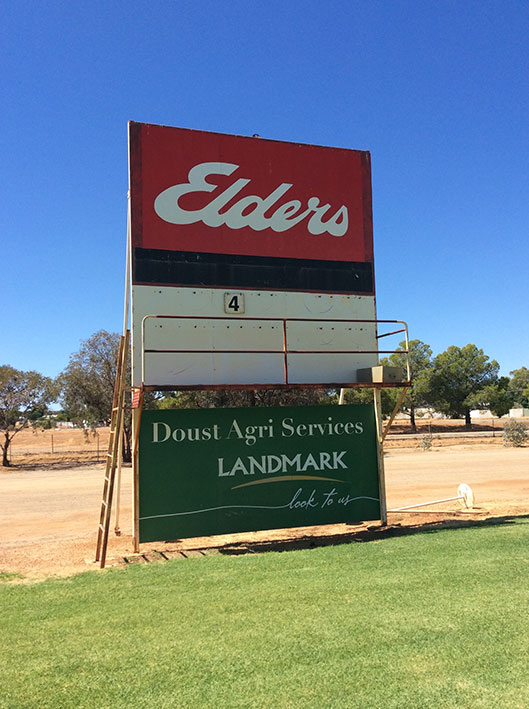 Elders
4
Doust Agri Services
LANDMARK
look to us